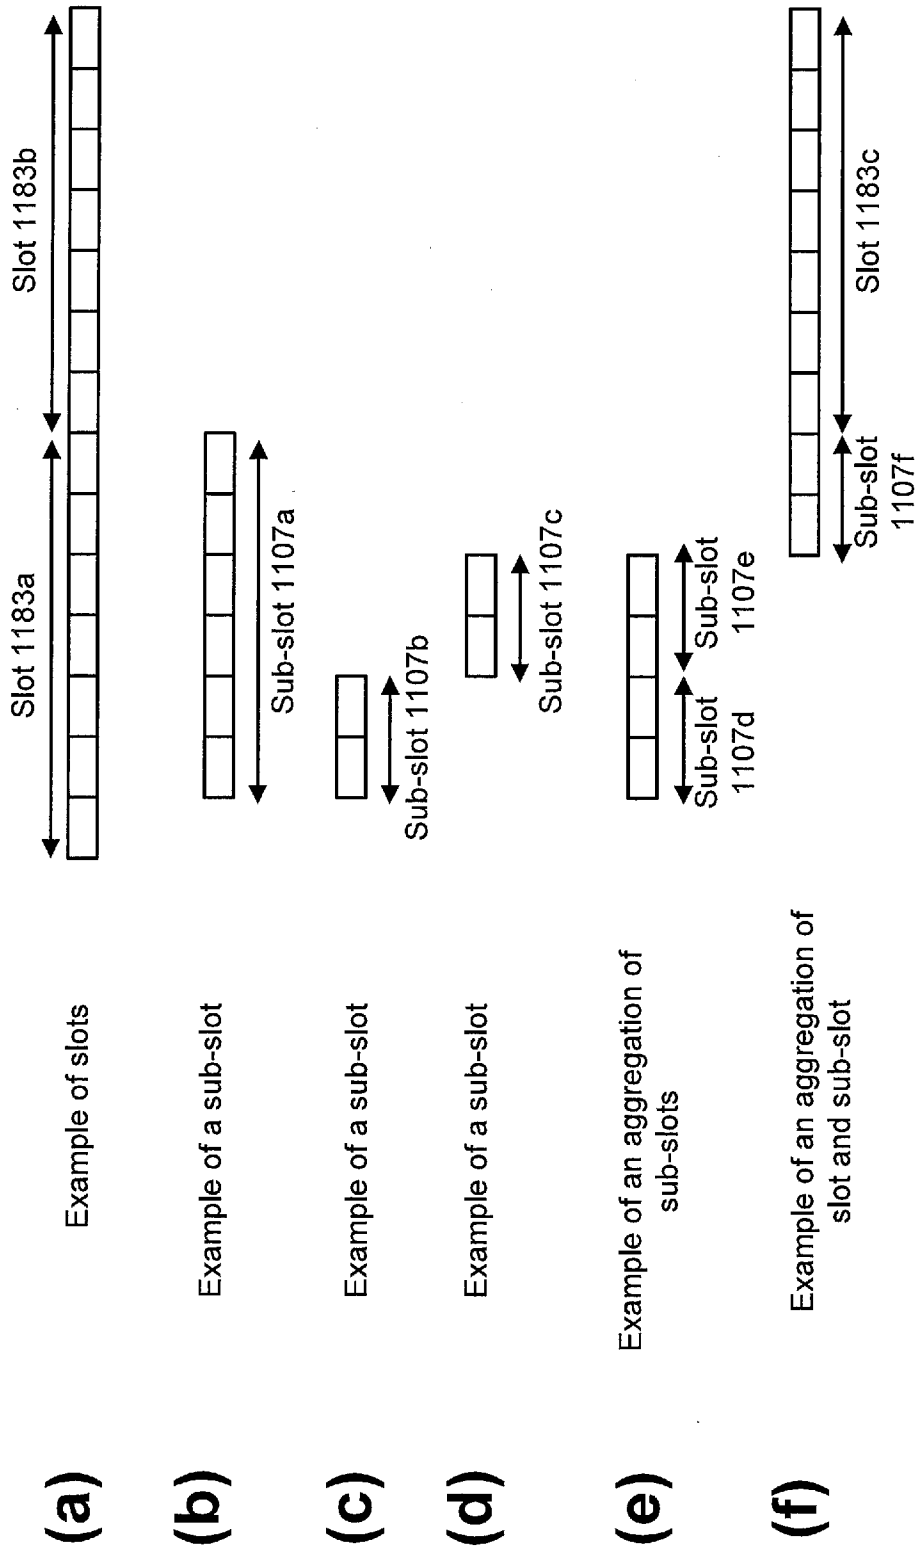 (a)
Example of slots
Slot 1183a
Slot 1183b
(b)
Example of a sub-slot
Sub-slot 1107a
(c)
Example of a sub-slot
Sub-slot 1107b
(d)
Example of a sub-slot
Sub-slot 1107c
(e)
Example of an aggregation of
sub-slots
Sub-slot
1107d
Sub-slot
1107e
(f)
Example of an aggregation of
slot and sub-slot
Sub-slot
1107f
Slot 1183c